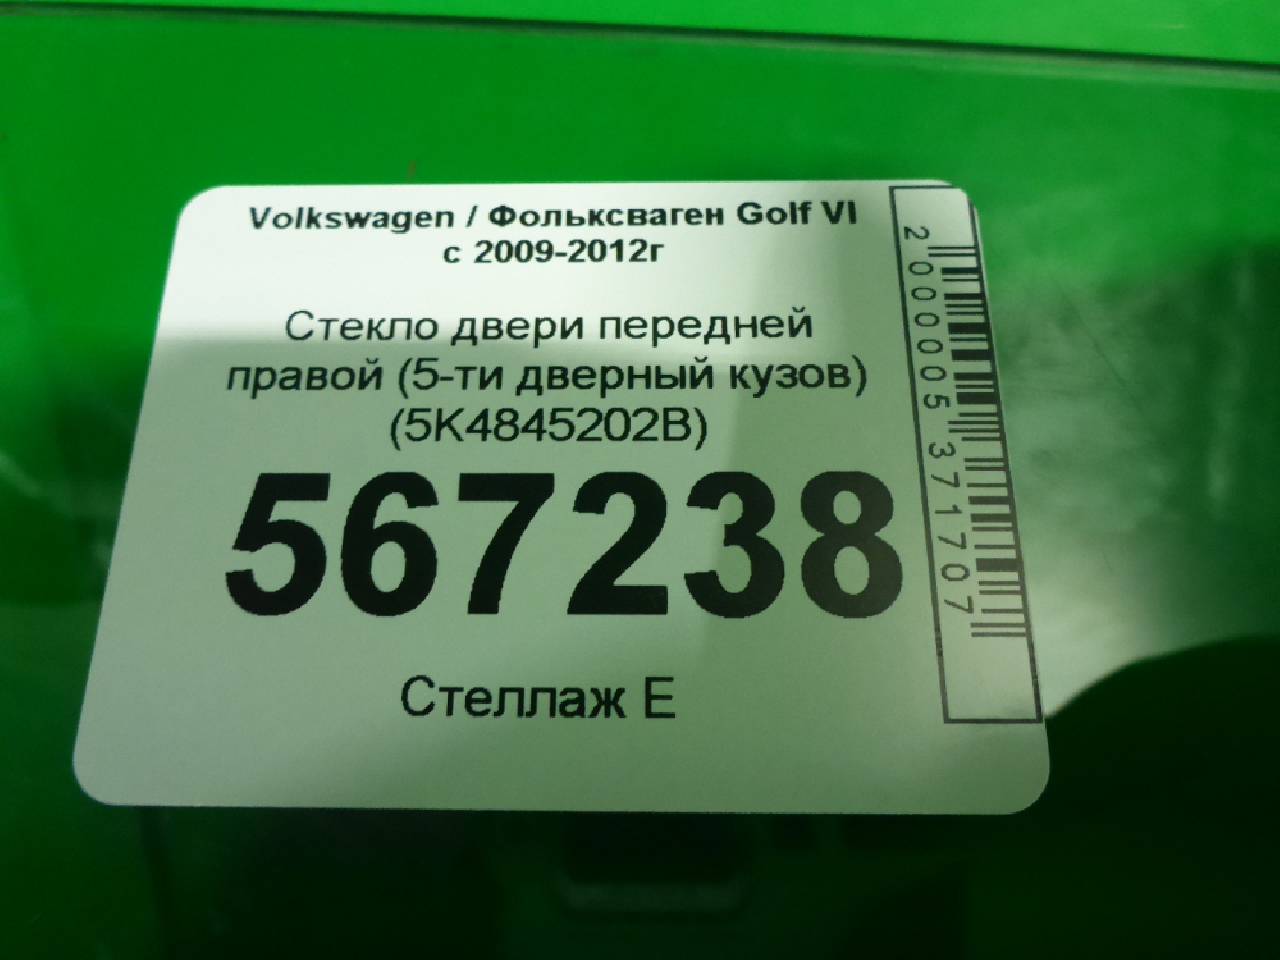 Volkswagen / Фольксваген Golf VI
с 2009-2012г
Стекло двери передней
правой (5-ти дверный кузов)
(5K4845202B)
567238
Стеллаж Е
2000005371707